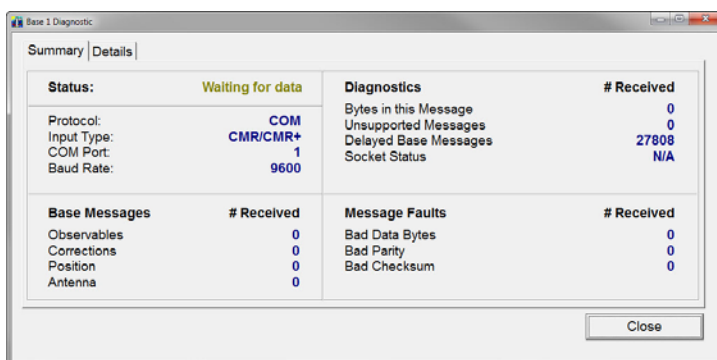 Base 1 Diagnostic
Summary Details
Status: Waiting for data
Protocol: COM
Input Type: CMR/CMR+
COM Port: 1
Baud Rate: 9600
Diagnostics # Received
Bytes in this Message 0
Unsupported Messages 0
Delayed Base Messages 27808
Socket Status N/A
Base Messages # Received
Observables 0
Corrections 0
Position 0
Antenna 0
Message Faults # Received
Bad Data Bytes 0
Bad Parity 0
Bad Checksum 0
Close